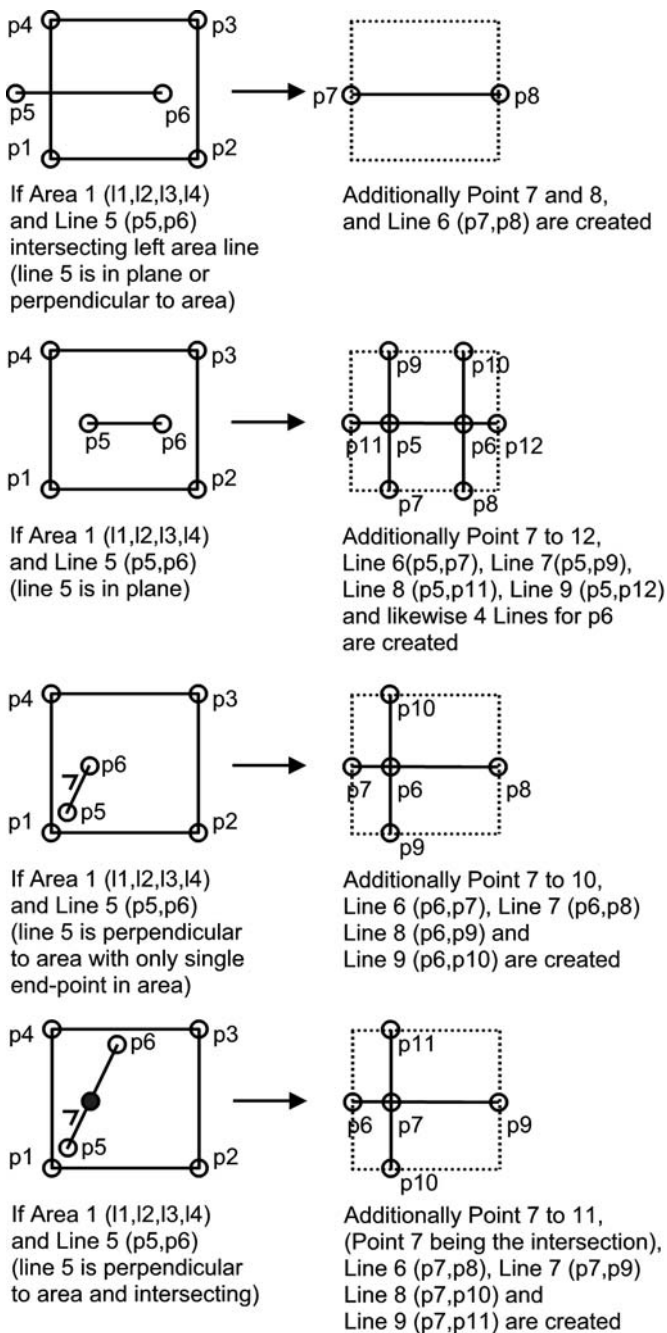 p4 p3
p5 p6
p1 p2
p7 p8
If Area 1 (l1,l2,l3,l4)
and Line 5 (p5,p6)
intersecting left area line
(line 5 is in plane or
perpendicular to area)
Additionally Point 7 and 8,
and Line 6 (p7,p8) are created
p4 p3
p5 p6
p1 p2
p9 p10
p11 p5 p6 p12
p7 p8
If Area 1 (l1,l2,l3,l4)
and Line 5 (p5,p6)
(line 5 is in plane)
Additionally Point 7 to 12,
Line 6(p5,p7), Line 7(p5,p9),
Line 8 (p5,p11), Line 9 (p5,p12)
and likewise 4 Lines for p6
are created
p4 p3
p6
p5
p1 p2
p10
p7 p6 p8
p9
If Area 1 (l1,l2,l3,l4)
and Line 5 (p5,p6)
(line 5 is perpendicular
to area with only single
end-point in area)
Additionally Point 7 to 10,
Line 6 (p6,p7), Line 7 (p6,p8)
Line 8 (p6,p9) and
Line 9 (p6,p10) are created
p4 p3
p6
p5
p1 p2
p11
p6 p7 p9
p10
If Area 1 (l1,l2,l3,l4)
and Line 5 (p5,p6)
(line 5 is perpendicular
to area and intersecting)
Additionally Point 7 to 11,
(Point 7 being the intersection),
Line 6 (p7,p8), Line 7 (p7,p9)
Line 8 (p7,p10) and
Line 9 (p7,p11) are created